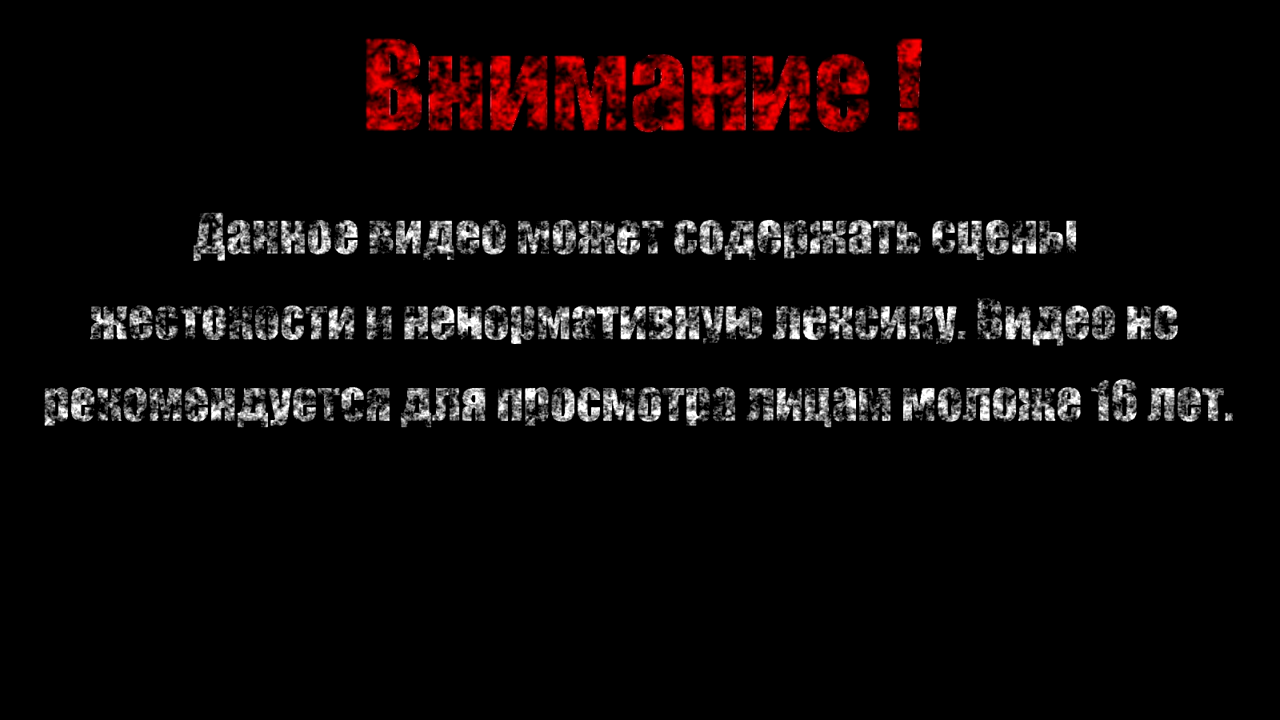 Внимание !
Данное видео может содержать сцены
жестокости и ненормативную лексику. Видео не
рекомендуется для просмотра лицам моложе 16 лет.